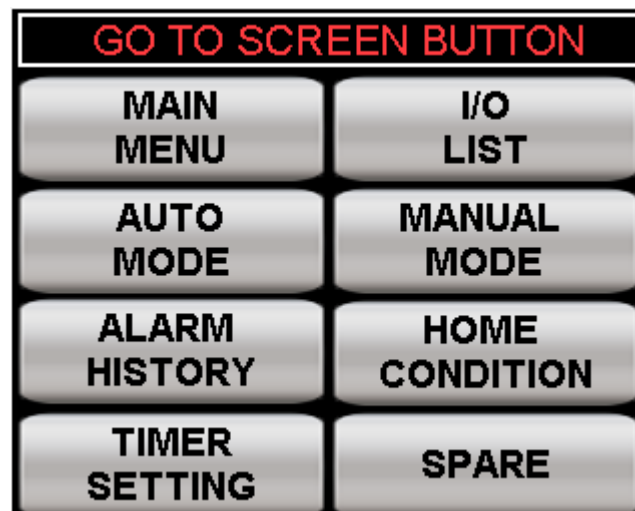 GO TO SCREEN BUTTON
MAIN
MENU
I/O
LIST
AUTO
MODE
MANUAL
MODE
ALARM
HISTORY
HOME
CONDITION
TIMER
SETTING
SPARE